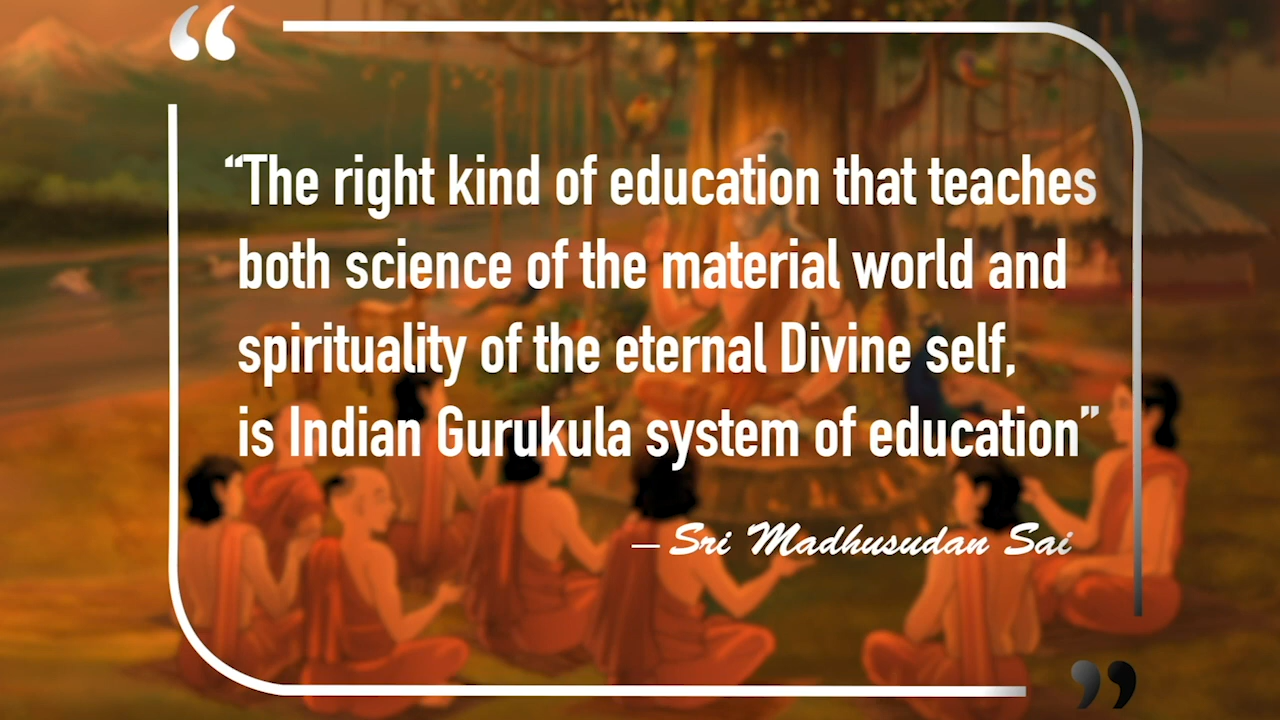 “The right kind of education that teaches
both science of the material world and
spirituality of the eternal Divine self,
is Indian Gurukula system of education”
– Sri Madhusudan Sai